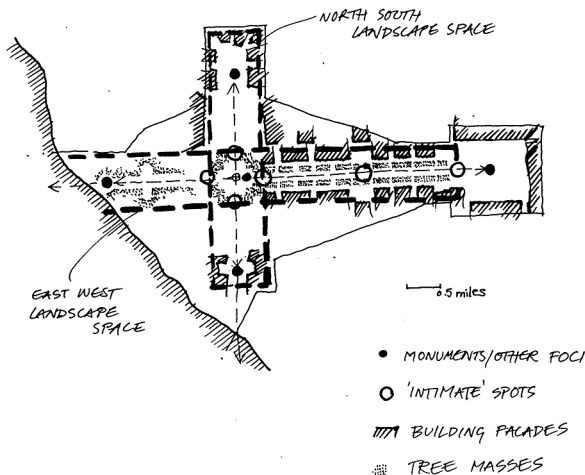 NORTH SOUTH
LANDSCAPE SPACE
EAST WEST
LANDSCAPE
SPACE
0.5 miles
MONUMENTS/OTHER FOCI
'INTIMATE' SPOTS
BUILDING FACADES
TREE MASSES